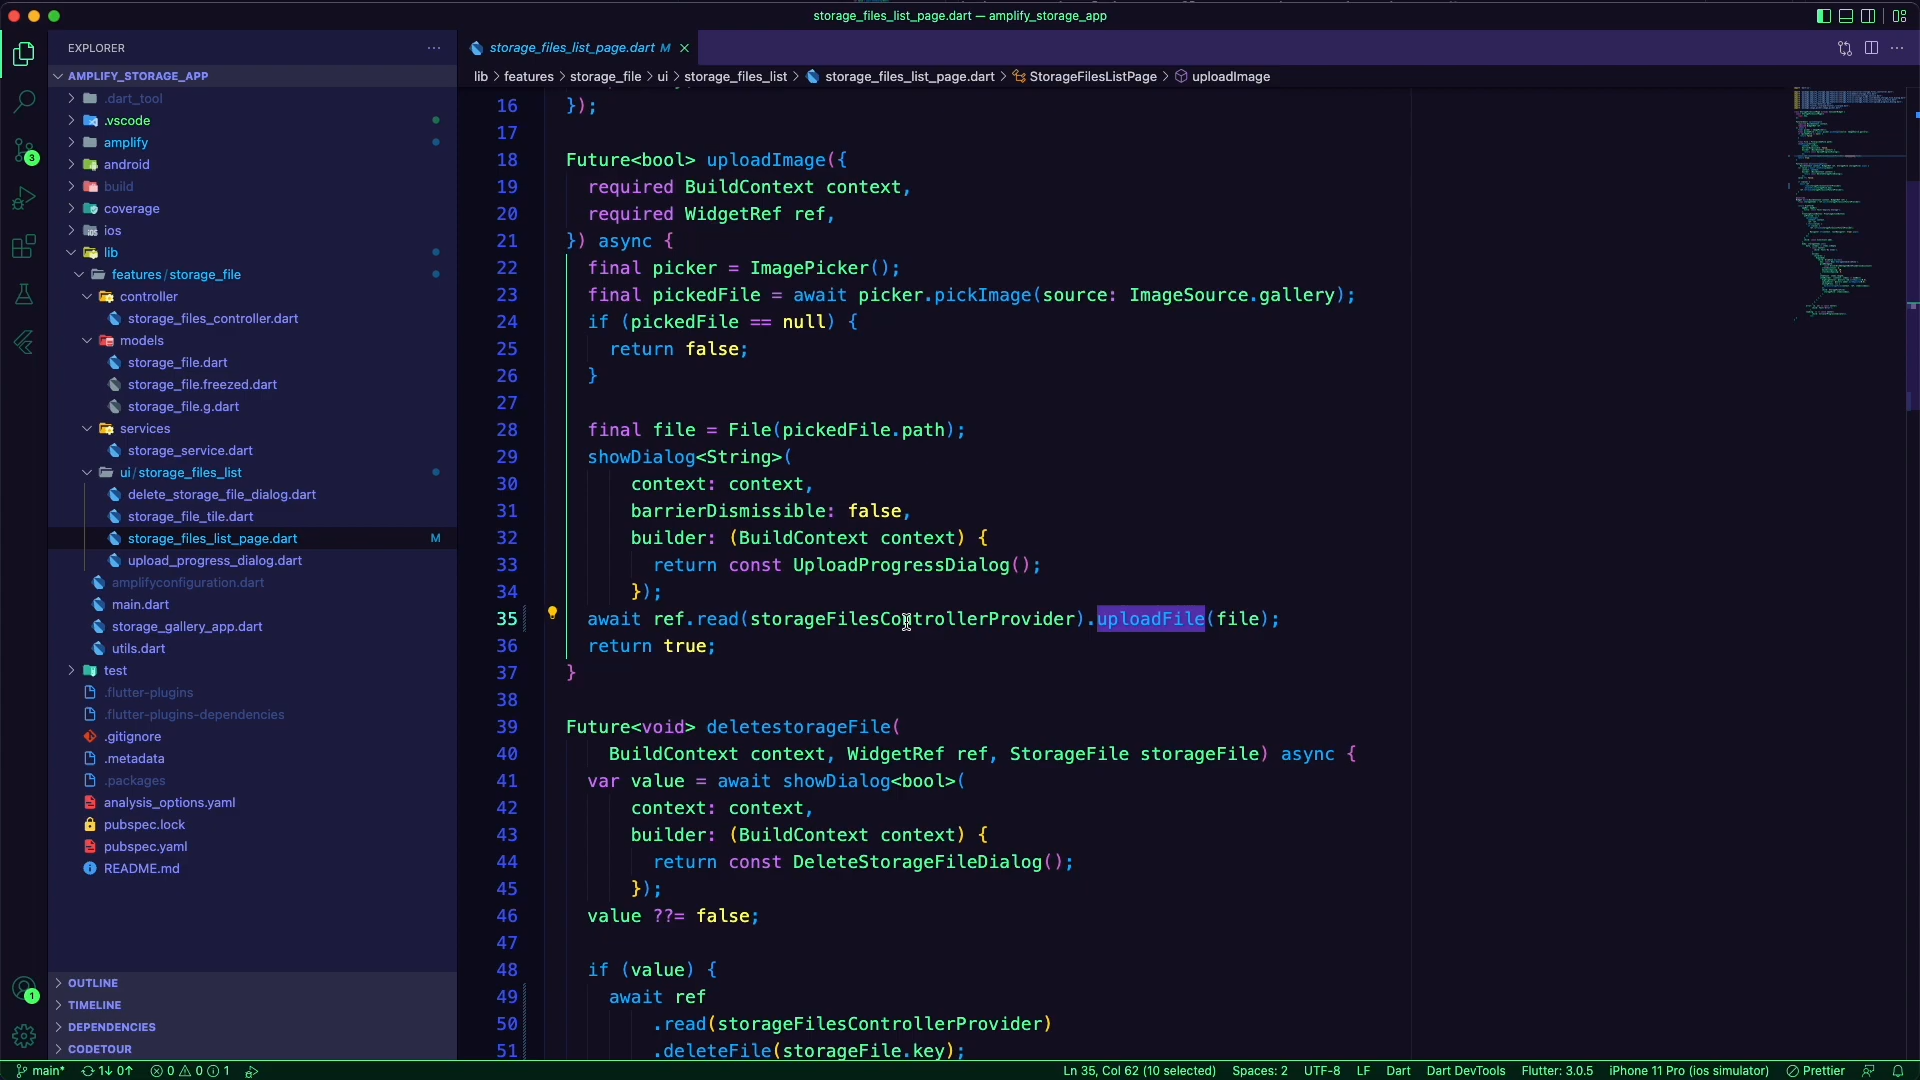 storage_files_list_page.dart — amplify_storage_app
EXPLORER
AMPLIFY_STORAGE_APP
.dart_tool
.vscode
amplify
android
build
coverage
ios
lib
features/storage_file
controller
storage_files_controller.dart
models
storage_file.dart
storage_file.freezed.dart
storage_file.g.dart
services
storage_service.dart
ui/storage_files_list
delete_storage_file_dialog.dart
storage_file_tile.dart
storage_files_list_page.dart M
upload_progress_dialog.dart
amplifyconfiguration.dart
main.dart
storage_gallery_app.dart
utils.dart
test
.flutter-plugins
.flutter-plugins-dependencies
.gitignore
.metadata
.packages
analysis_options.yaml
pubspec.lock
pubspec.yaml
README.md
OUTLINE
TIMELINE
DEPENDENCIES
CODETOUR
3
1
storage_files_list_page.dart M
lib > features > storage_file > ui > storage_files_list > storage_files_list_page.dart > StorageFilesListPage > uploadImage
16 });
17
18 Future<bool> uploadImage({
19 required BuildContext context,
20 required WidgetRef ref,
21 }) async {
22 final picker = ImagePicker();
23 final pickedFile = await picker.pickImage(source: ImageSource.gallery);
24 if (pickedFile == null) {
25 return false;
26 }
27
28 final file = File(pickedFile.path);
29 showDialog<String>(
30 context: context,
31 barrierDismissible: false,
32 builder: (BuildContext context) {
33 return const UploadProgressDialog();
34 });
35 await ref.read(storageFilesControllerProvider).uploadFile(file);
36 return true;
37 }
38
39 Future<void> deletestorageFile(
40 BuildContext context, WidgetRef ref, StorageFile storageFile) async {
41 var value = await showDialog<bool>(
42 context: context,
43 builder: (BuildContext context) {
44 return const DeleteStorageFileDialog();
45 });
46 value ??= false;
47
48 if (value) {
49 await ref
50 .read(storageFilesControllerProvider)
51 .deleteFile(storageFile.key);
main* 1↓ 0↑ 0 0 1
Ln 35, Col 62 (10 selected) Spaces: 2 UTF-8 LF Dart Dart DevTools Flutter: 3.0.5 iPhone 11 Pro (ios simulator) Prettier